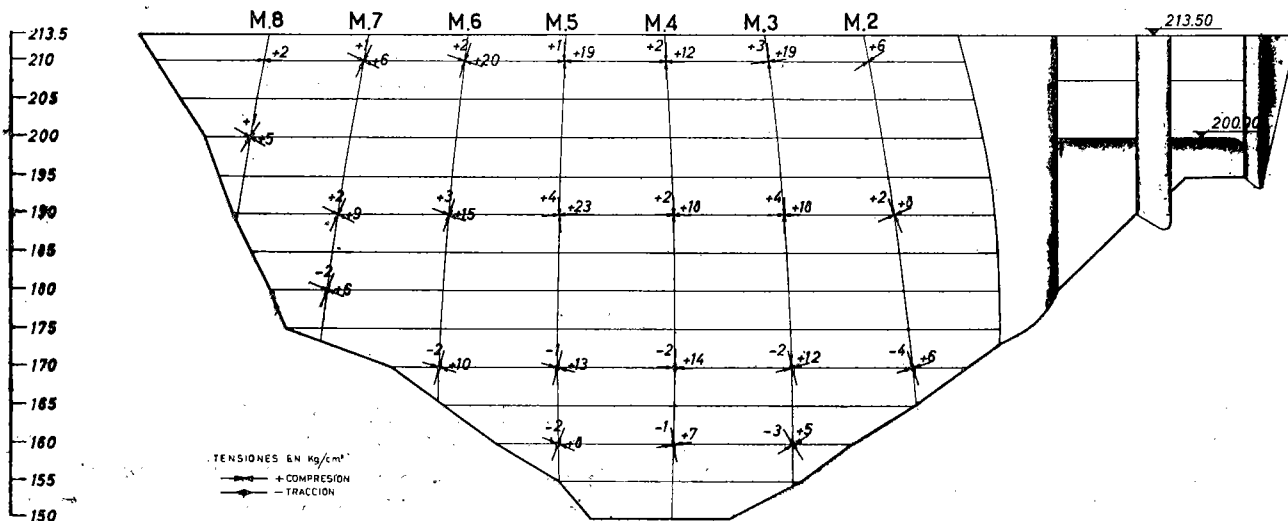 M.8 M.7 M.6 M.5 M.4 M.3 M.2
213.50
213.5
+1 +2 +1 +2 +3 +6
+2 +6 +20 +19 +12 +19
210
205
200.90
200
+5
195
+2 +3 +4 +2 +4 +2
190
+9 +15 +23 +18 +18 +8
185
-2
180
+6
175
-2 -1 -2 -2 -4
170
+10 +13 +14 +12 +6
165
-2 -1 -3 +5
160
+8 +7
TENSIONES EN Kg/cm²
155
+ COMPRESIÓN
- TRACCION
150